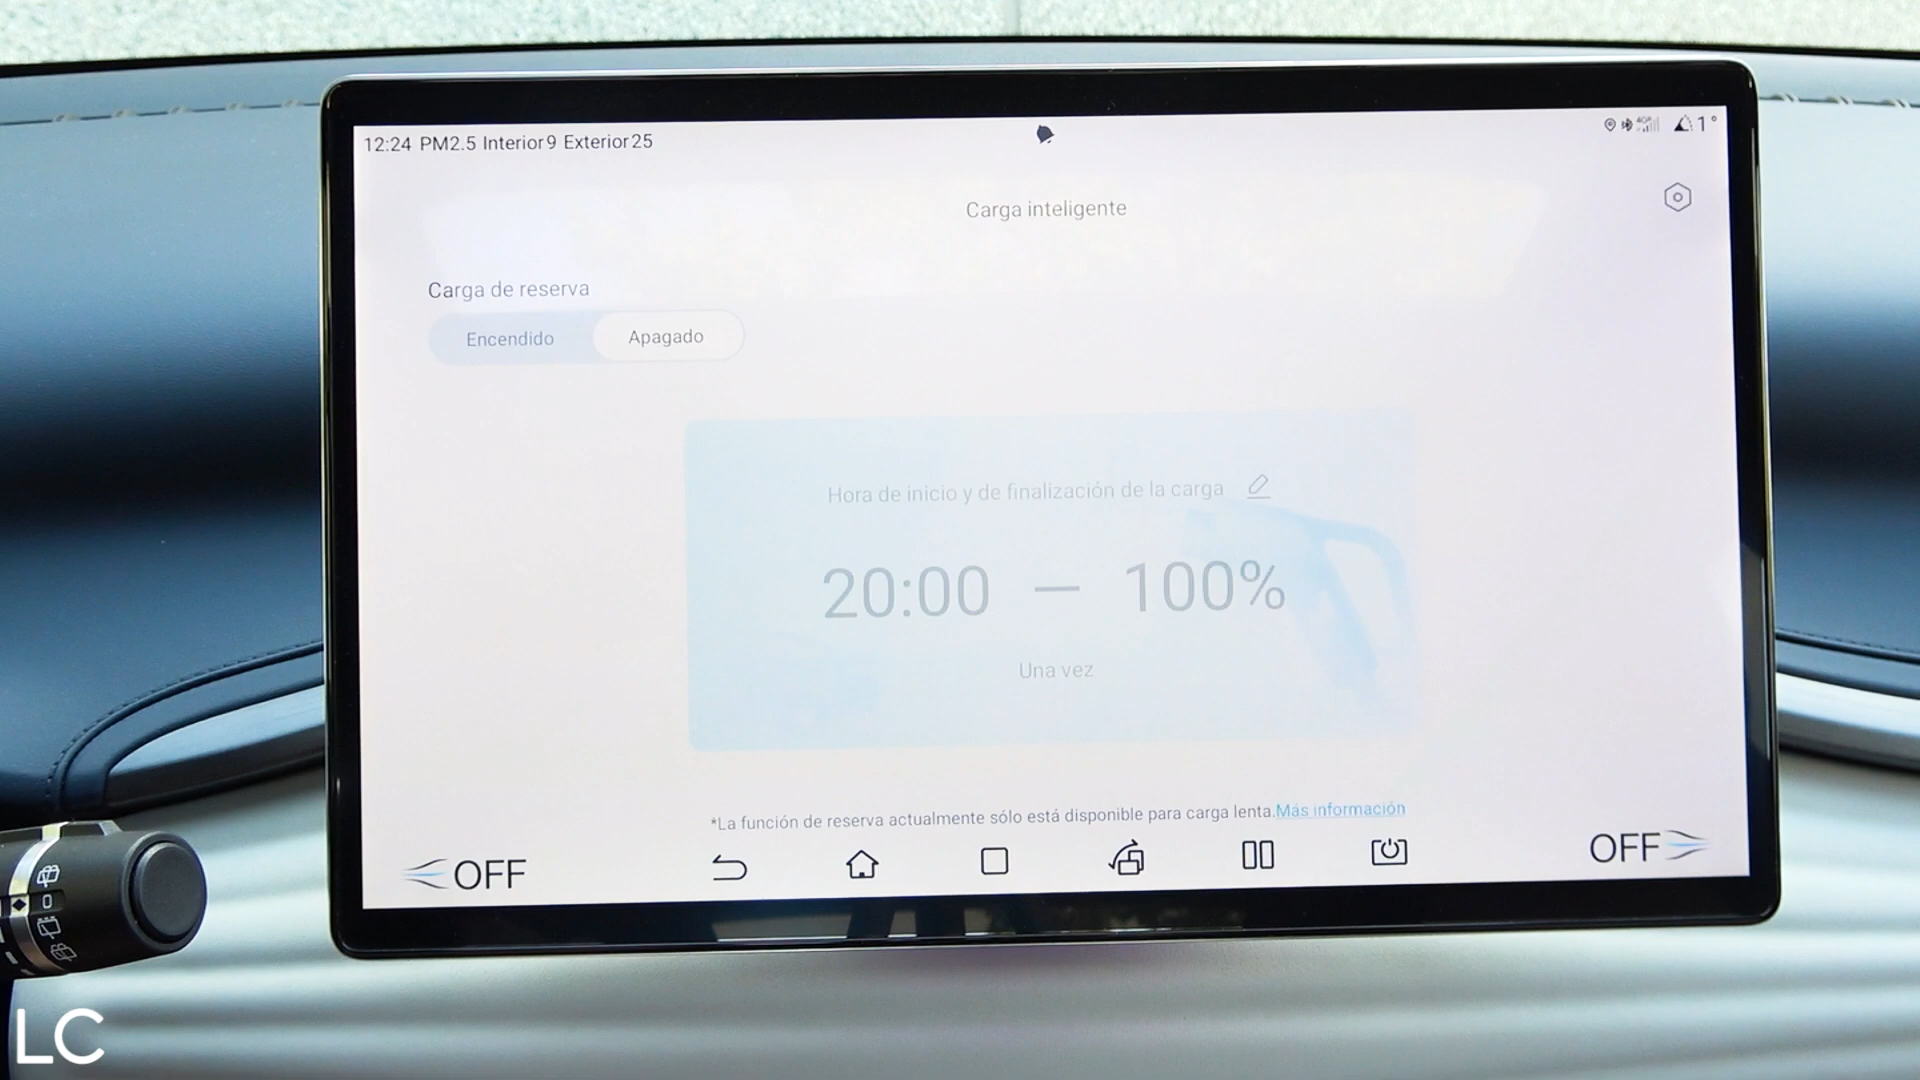 12:24 PM2.5 Interior 9 Exterior 25
1°
Carga inteligente
Carga de reserva
Encendido
Apagado
Hora de inicio y de finalización de la carga
20:00 — 100%
Una vez
*La función de reserva actualmente sólo está disponible para carga lenta.Más información
OFF
OFF
LC